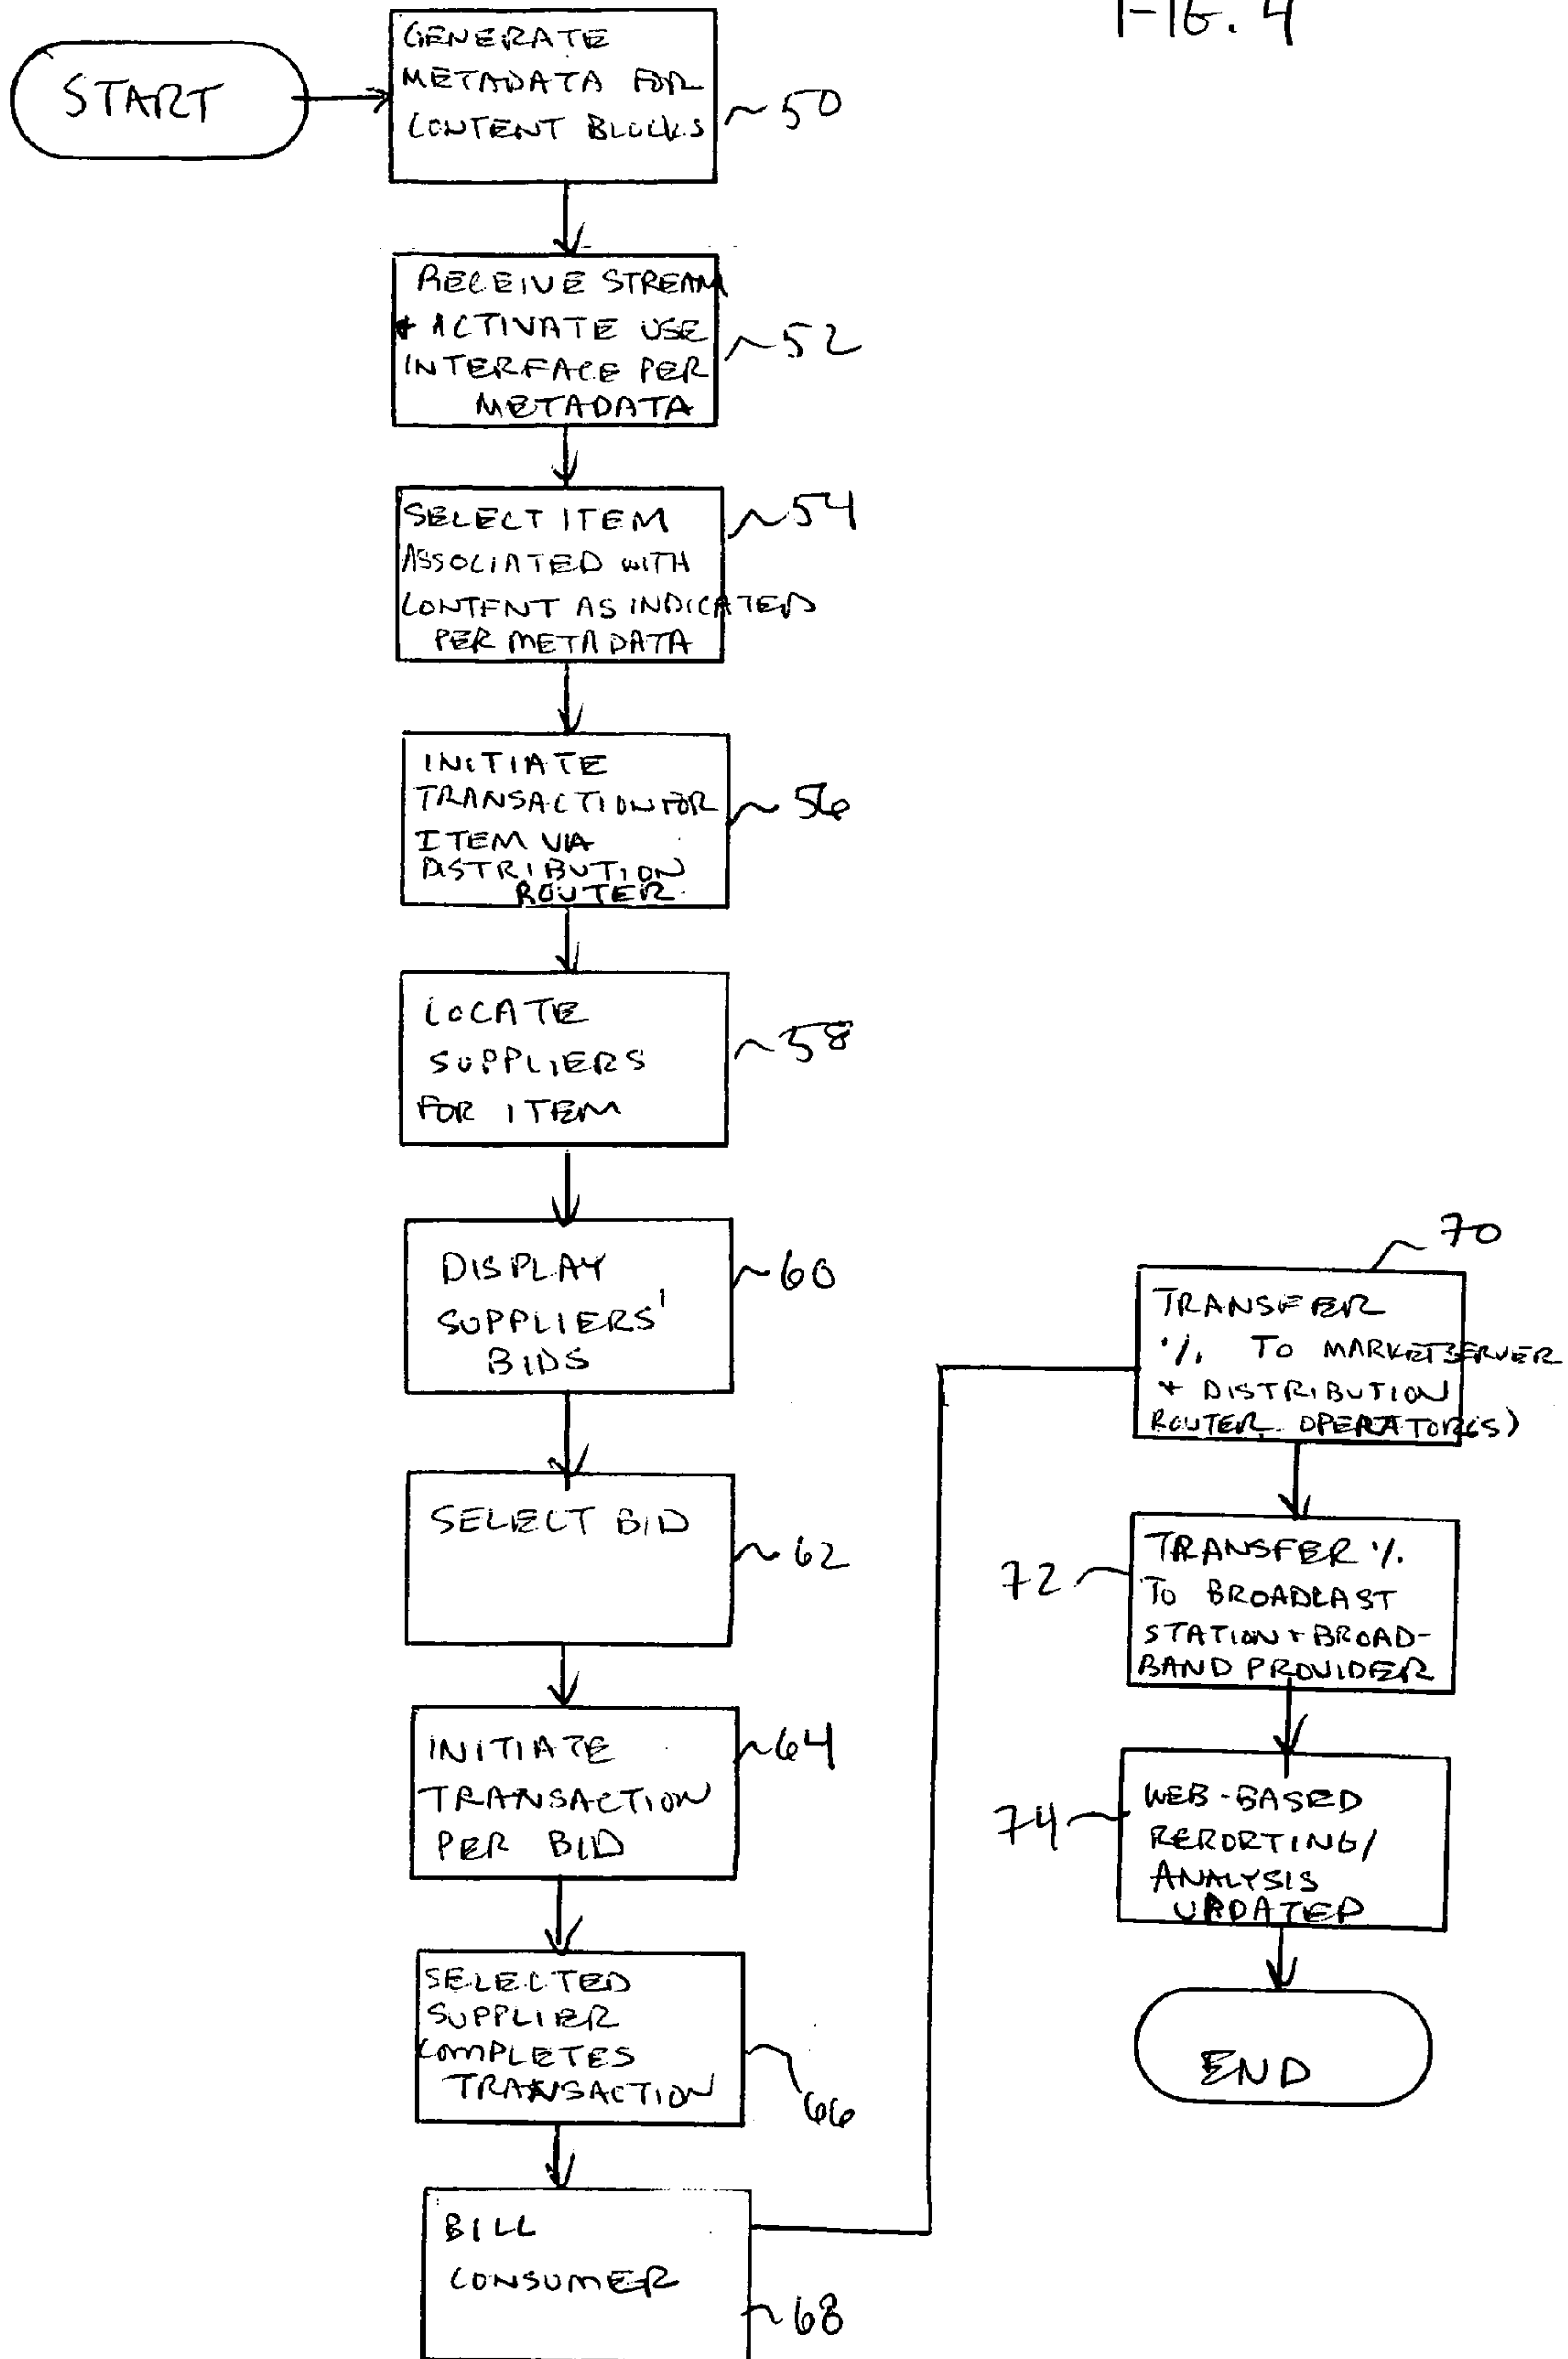 FIG. 4
START
GENERATE
METADATA FOR
CONTENT BLOCKS
50
RECEIVE STREAM
+ ACTIVATE USE
INTERFACE PER
METADATA
52
SELECT ITEM
ASSOCIATED WITH
CONTENT AS INDICATED
PER METADATA
54
INITIATE
TRANSACTION FOR
ITEM VIA
DISTRIBUTION
ROUTER
56
LOCATE
SUPPLIERS
FOR ITEM
58
DISPLAY
SUPPLIERS'
BIDS
60
SELECT BID
62
INITIATE
TRANSACTION
PER BID
64
SELECTED
SUPPLIER
COMPLETES
TRANSACTION
66
BILL
CONSUMER
68
70
TRANSFER
% TO MARKETSERVER
+ DISTRIBUTION
ROUTER OPERATOR(S)
72
TRANSFER %
TO BROADCAST
STATION + BROAD-
BAND PROVIDER
74
WEB-BASED
REPORTING/
ANALYSIS
UPDATED
END